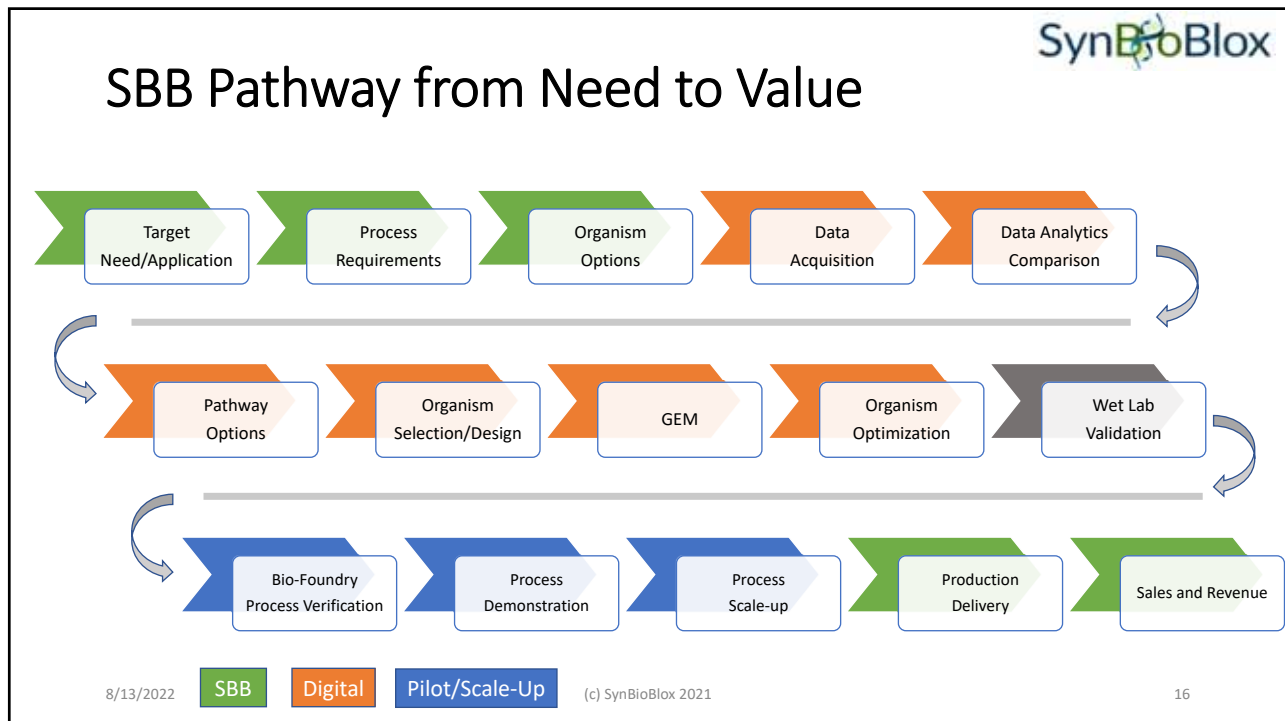 SynBioBlox
SBB Pathway from Need to Value
Target
Need/Application
Process
Requirements
Organism
Options
Data
Acquisition
Data Analytics
Comparison
Pathway
Options
Organism
Selection/Design
GEM
Organism
Optimization
Wet Lab
Validation
Bio-Foundry
Process Verification
Process
Demonstration
Process
Scale-up
Production
Delivery
Sales and Revenue
8/13/2022
SBB
Digital
Pilot/Scale-Up
(c) SynBioBlox 2021
16